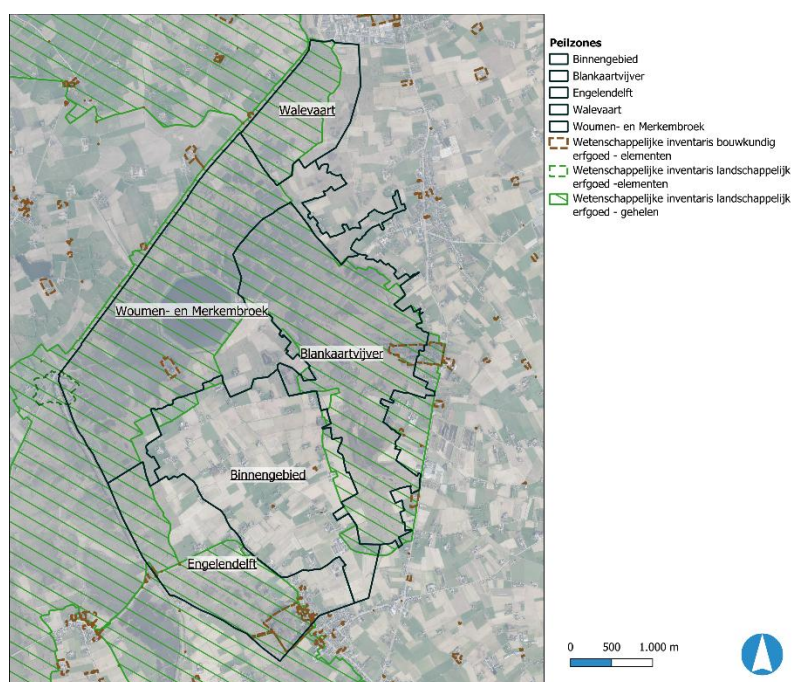 Peilzones
Binnengebied
Blankaartvijver
Engelendelft
Walevaart
Woumen- en Merkembroek
Wetenschappelijke inventaris bouwkundig
erfgoed - elementen
Wetenschappelijke inventaris landschappelijk
erfgoed -elementen
Wetenschappelijke inventaris landschappelijk
erfgoed - gehelen
Walevaart
Woumen- en Merkembroek
Blankaartvijver
Binnengebied
Engelendelft
0 500 1.000 m